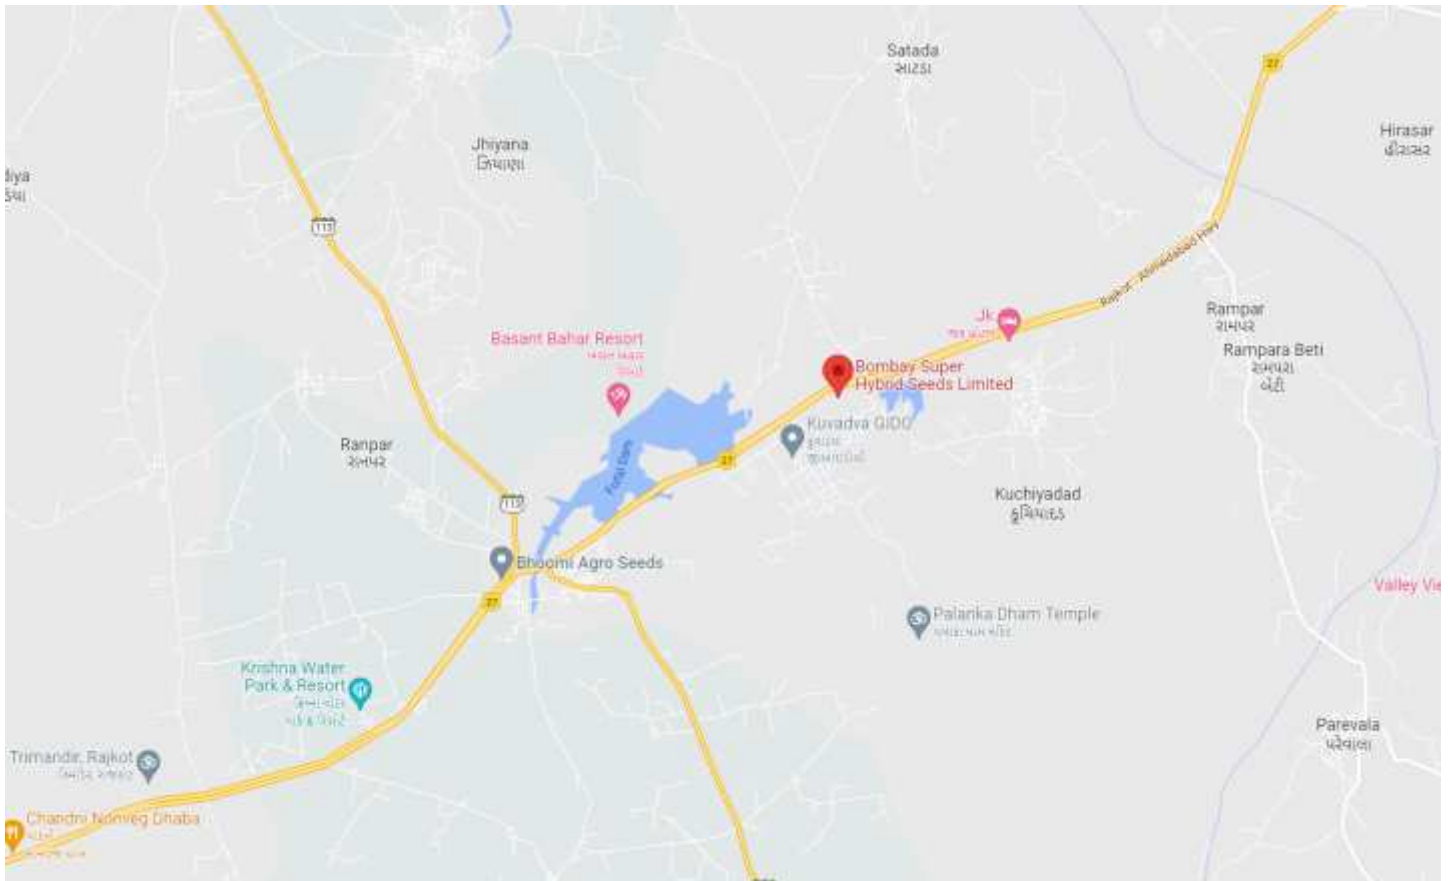 Satada
સાટડા
27
Hirasar
હીરાસર
Jhiyana
ઝિયાણા
113
Rajkot - Ahmedabad Hwy
Rampar
રામપર
Jk
Basant Bahar Resort
Rampara Beti
રામપરા
બેટી
Bombay Super
Hybrid Seeds Limited
Kuvadva GIDC
Ranpar
રાણપર
27
Kuchiyadad
કુચિયાદડ
113
Bhoomi Agro Seeds
Valley Vie
27
Palanka Dham Temple
Krishna Water
Park & Resort
Parevala
પરેવાલા
Trimandir, Rajkot
Chandni Nonveg Dhaba